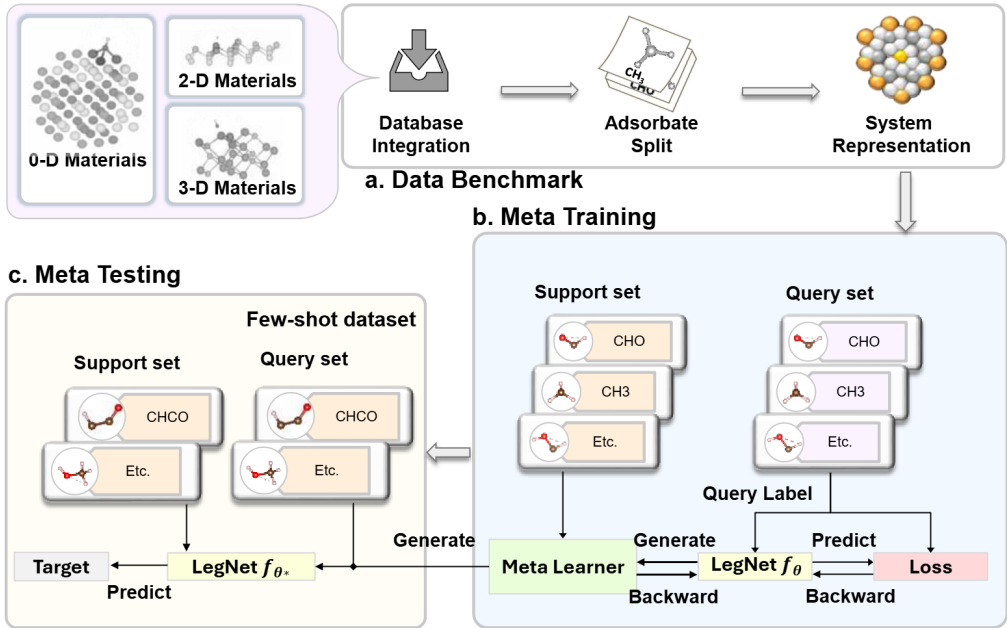 0-D Materials
2-D Materials
3-D Materials
Database
Integration
CH3
CHO
Adsorbate
Split
System
Representation
a. Data Benchmark
b. Meta Training
Support set
CHO
CH3
Etc.
Query set
CHO
CH3
Etc.
Query Label
Meta Learner
Generate
Backward
LegNet fθ
Predict
Backward
Loss
c. Meta Testing
Few-shot dataset
Support set
CHCO
Etc.
Query set
CHCO
Etc.
Generate
LegNet fθ*
Predict
Target